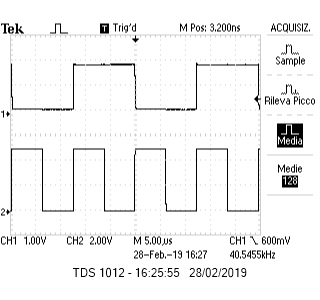 Tek T Trig'd M Pos: 3.200ns ACQUISIZ.
Sample
Rileva Picco
Media
Medie
128
1
2
CH1 1.00V CH2 2.00V M 5.00µs CH1 600mV
28-Feb.-19 16:27 40.5455kHz
TDS 1012 - 16:25:55 28/02/2019